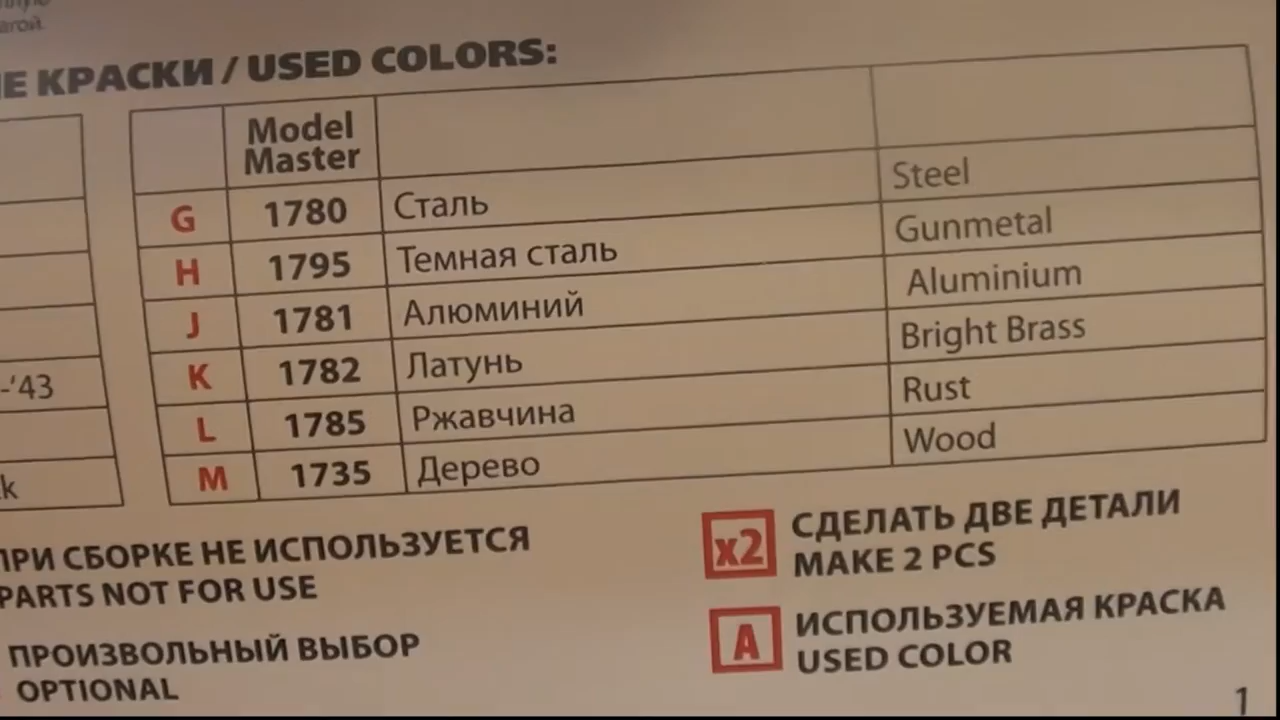 КРАСКИ / USED COLORS:
Model
Master
G 1780 Сталь Steel
H 1795 Темная сталь Gunmetal
J 1781 Алюминий Aluminium
K 1782 Латунь Bright Brass
L 1785 Ржавчина Rust
M 1735 Дерево Wood
-'43
k
ПРИ СБОРКЕ НЕ ИСПОЛЬЗУЕТСЯ
PARTS NOT FOR USE
ПРОИЗВОЛЬНЫЙ ВЫБОР
OPTIONAL
x2 СДЕЛАТЬ ДВЕ ДЕТАЛИ
MAKE 2 PCS
A ИСПОЛЬЗУЕМАЯ КРАСКА
USED COLOR
1